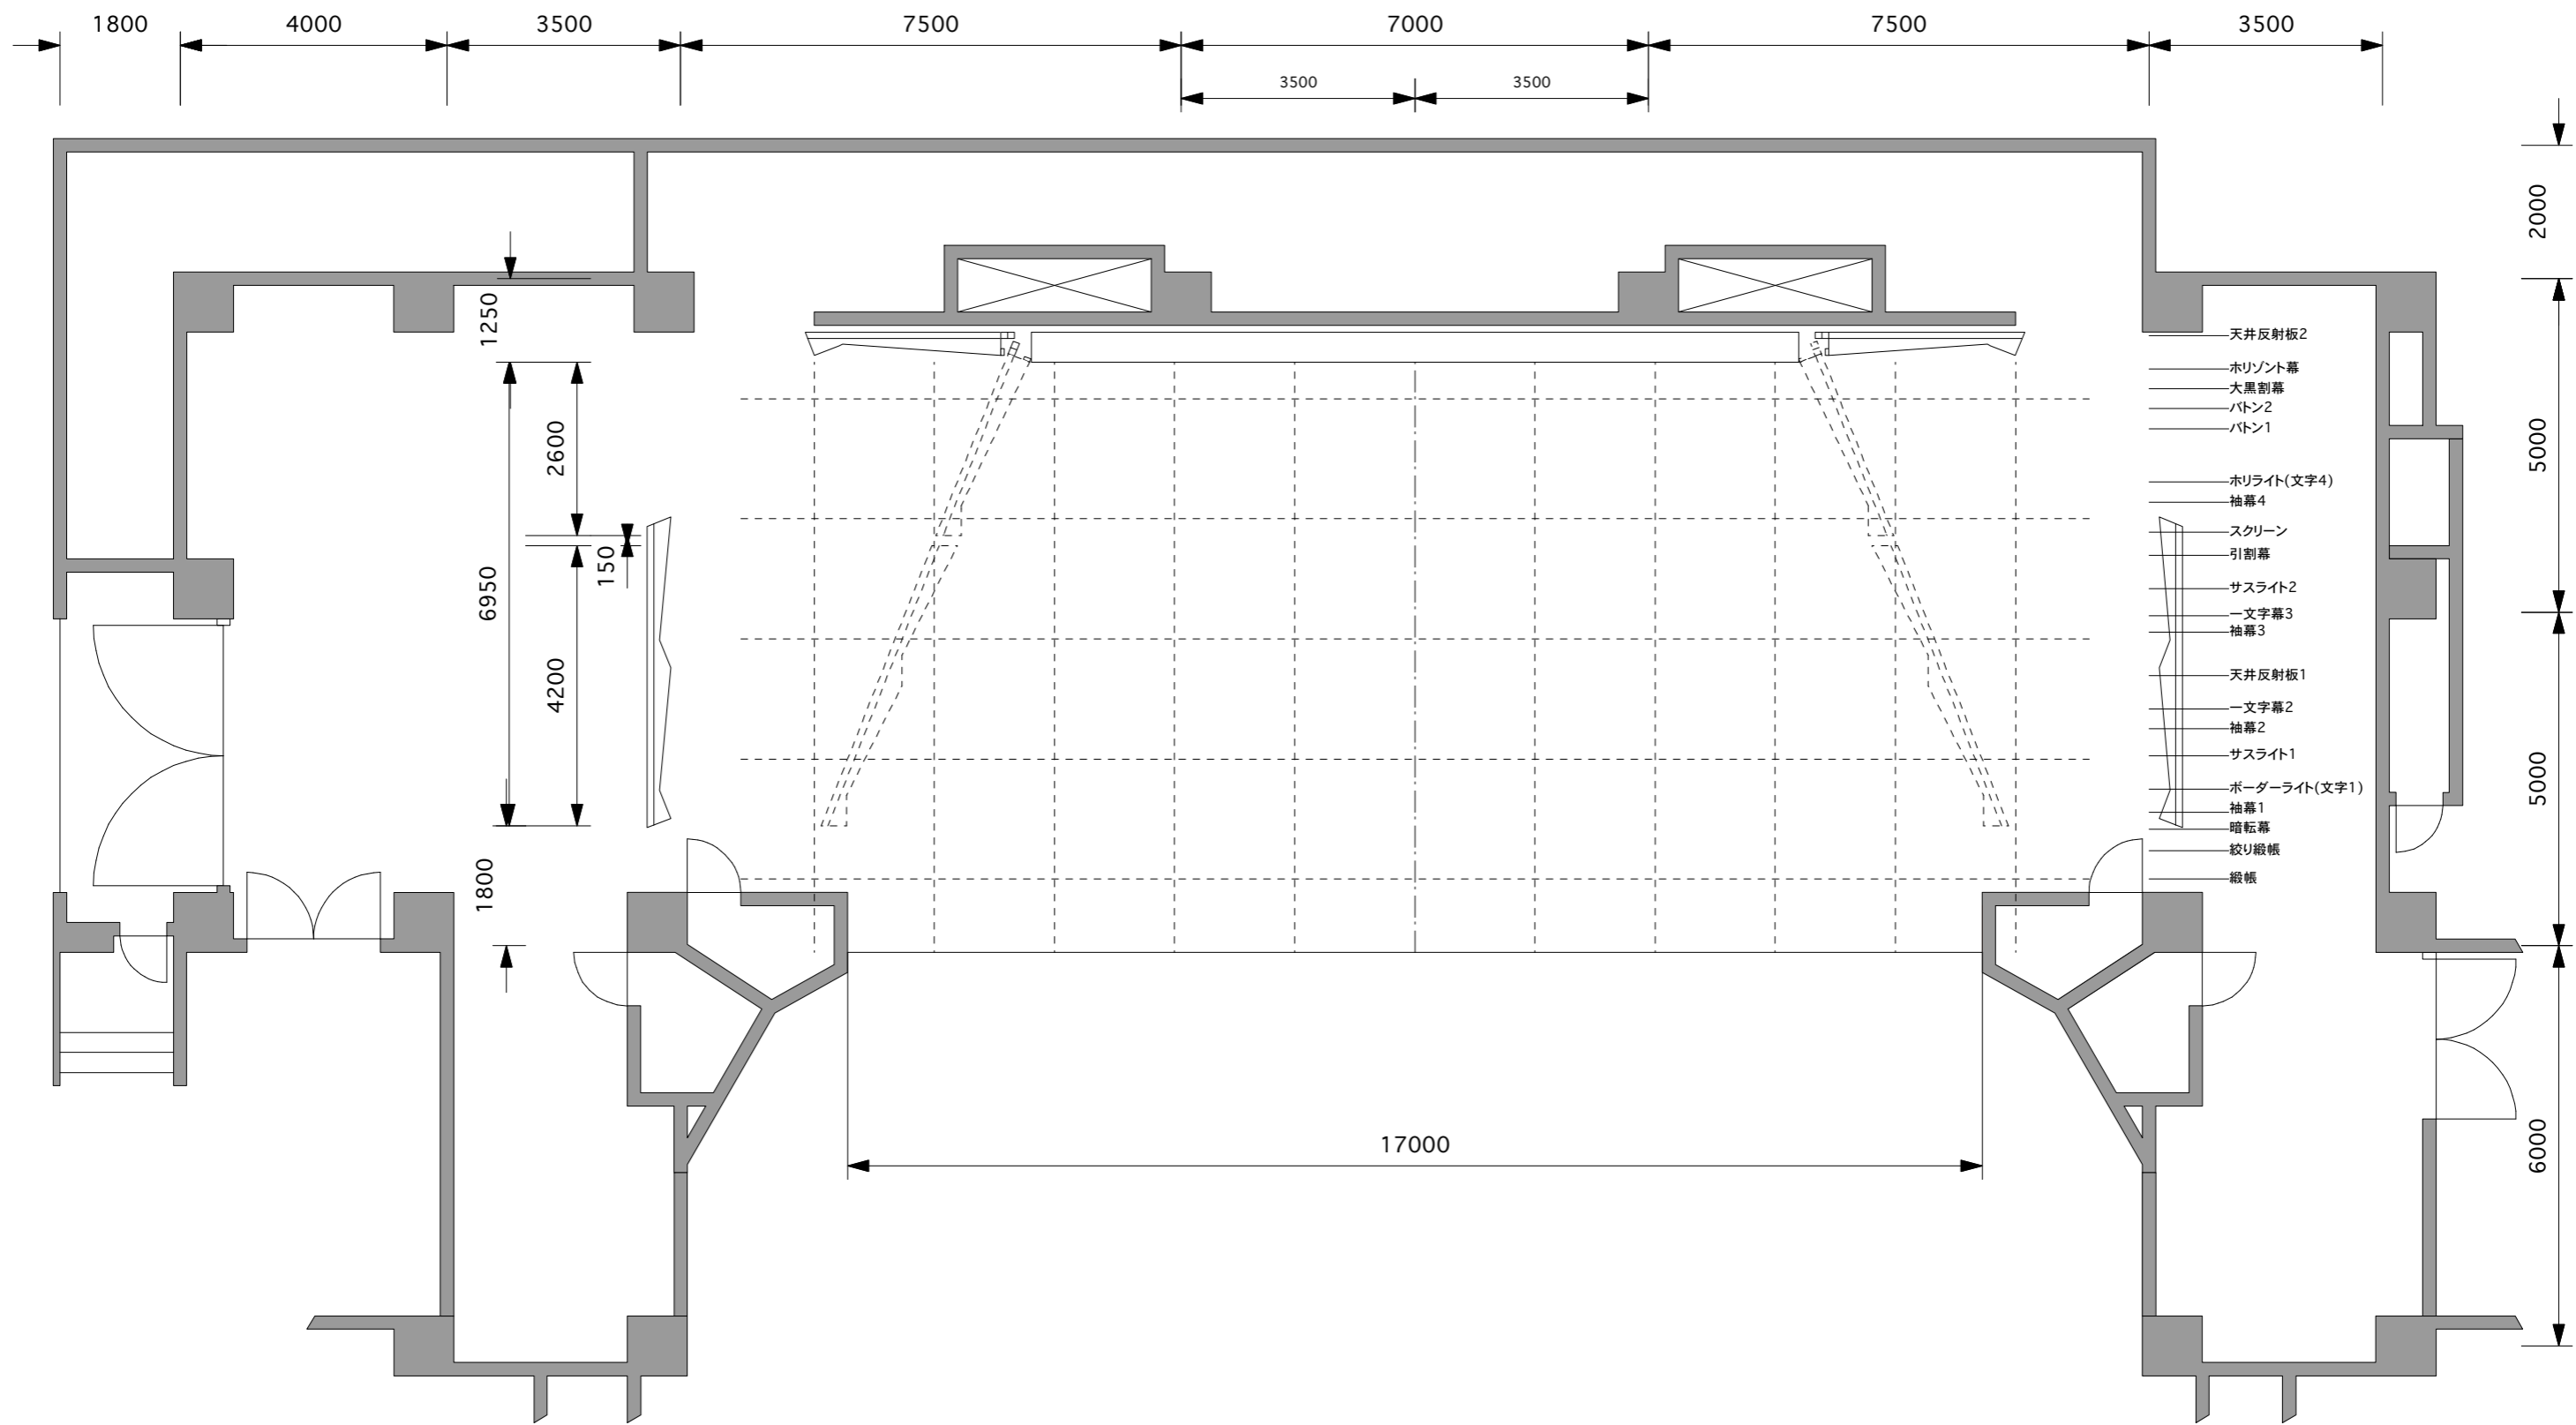 1800
4000
3500
7500
7000
7500
3500
3500
3500
2000
1250
天井反射板2
ホリゾント幕
大黒割幕
バトン2
バトン1
2600
5000
ホリライト(文字4)
袖幕4
スクリーン
引割幕
150
6950
サスライト2
一文字幕3
袖幕3
4200
天井反射板1
一文字幕2
袖幕2
サスライト1
5000
ボーダーライト(文字1)
袖幕1
暗転幕
絞り緞帳
緞帳
1800
17000
6000